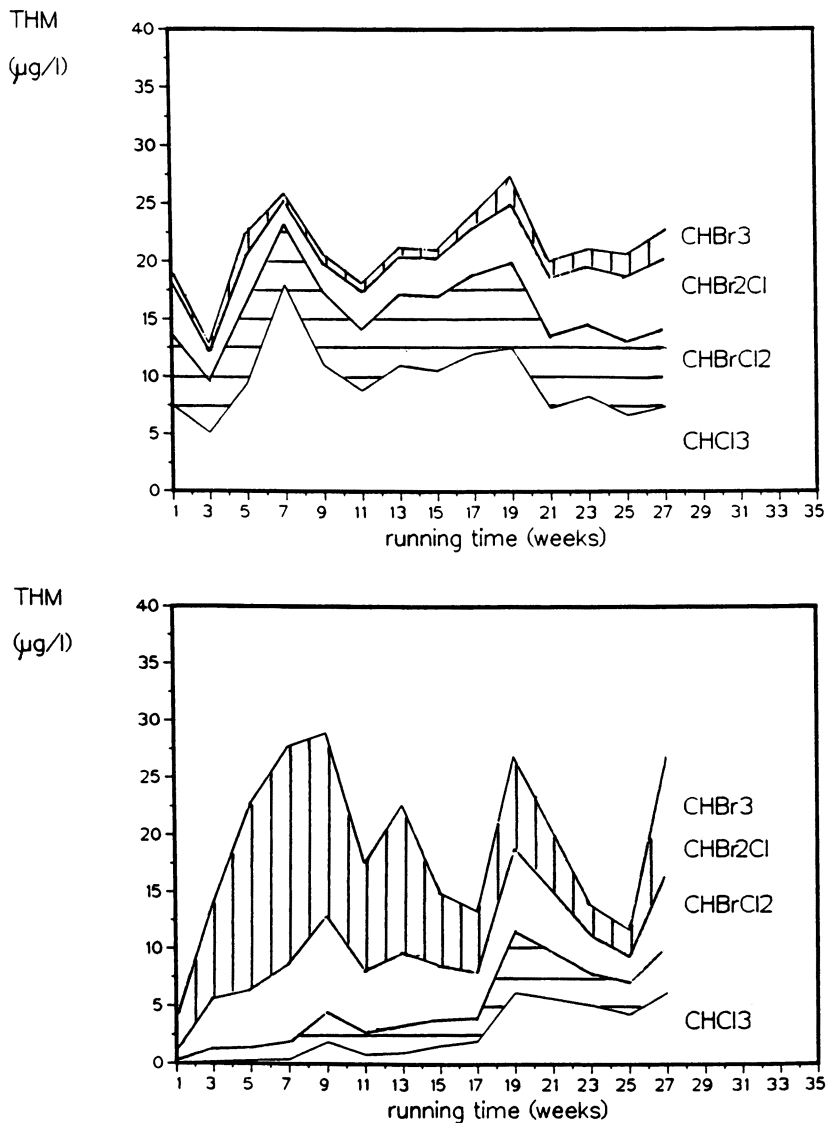 THM
(µg/l)
40
35
30
25
20
15
10
5
0
CHBr3
CHBr2Cl
CHBrCl2
CHCl3
1 3 5 7 9 11 13 15 17 19 21 23 25 27 29 31 33 35
running time (weeks)
THM
(µg/l)
40
35
30
25
20
15
10
5
0
CHBr3
CHBr2Cl
CHBrCl2
CHCl3
1 3 5 7 9 11 13 15 17 19 21 23 25 27 29 31 33 35
running time (weeks)